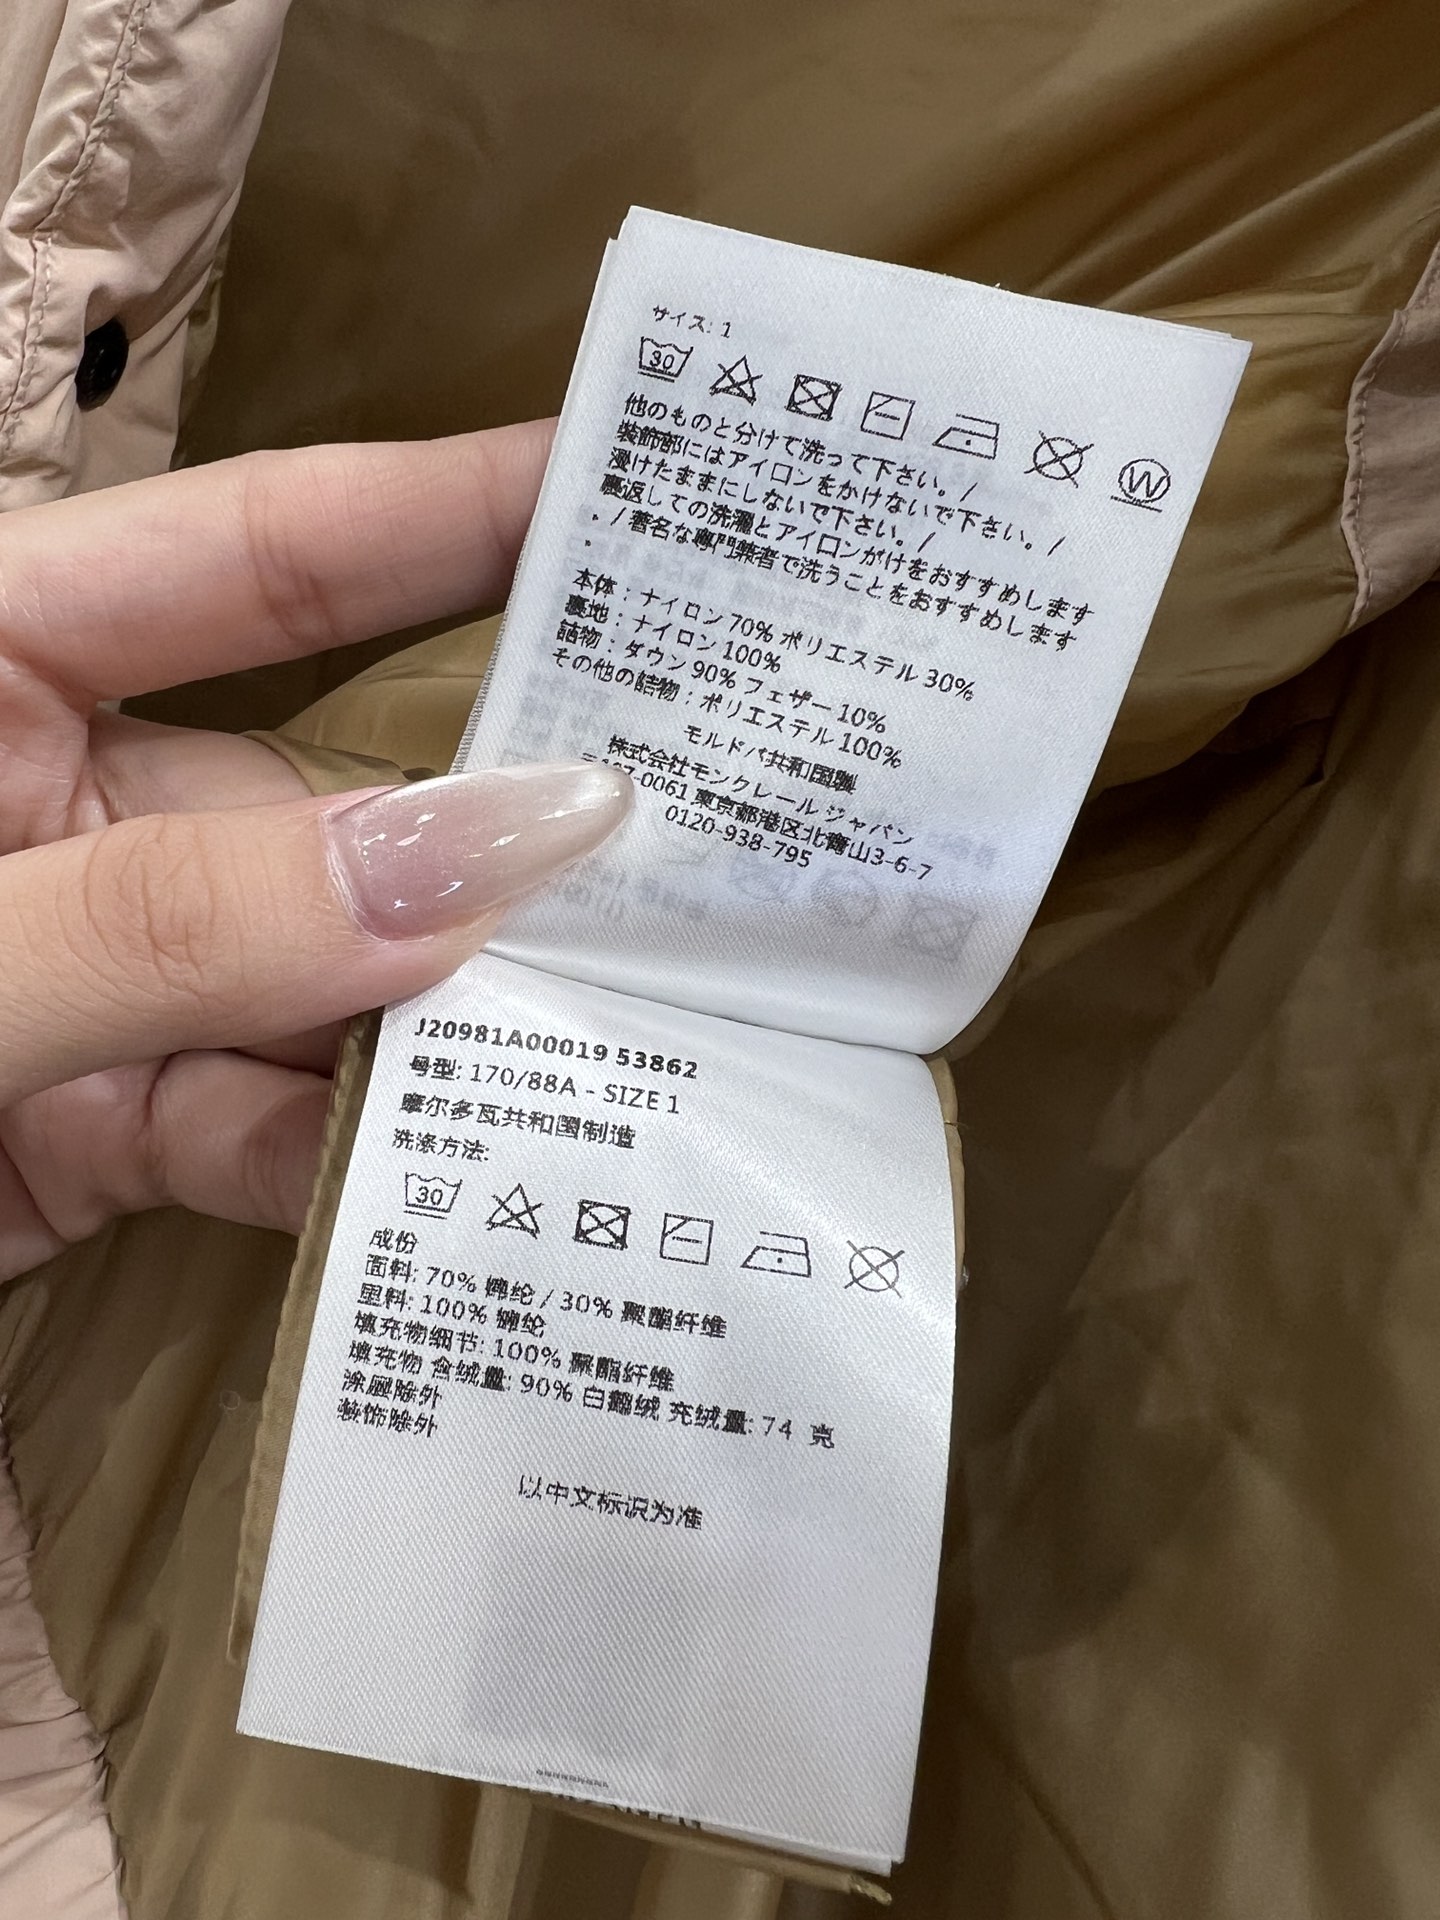 サイズ: 1
30
他のものと分けて洗って下さい。/
装飾部にはアイロンをかけないで下さい。/
浸けたままにしないで下さい。/
裏返しての洗濯とアイロンがけをおすすめします
。/ 著名な専門業者で洗うことをおすすめします
。
本体 : ナイロン 70% ポリエステル 30%
裏地 : ナイロン 100%
詰物 : ダウン 90% フェザー 10%
その他の詰物 : ポリエステル 100%
モルドバ共和国製
株式会社モンクレール ジャパン
7-0061 東京都港区北青山3-6-7
0120-938-795
W
J20981A00019 53862
号型: 170/88A - SIZE 1
摩尔多瓦共和国制造
洗涤方法:
30
成份
面料: 70% 锦纶 / 30% 聚酯纤维
里料: 100% 锦纶
填充物细节: 100% 聚酯纤维
填充物 含绒量: 90% 白鹅绒 充绒量: 74 克
涂层除外
装饰除外
以中文标识为准